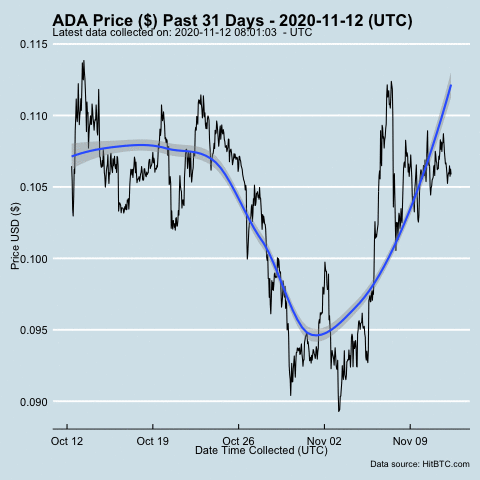 ADA Price ($) Past 31 Days - 2020-11-12 (UTC)
Latest data collected on: 2020-11-12 08:01:03  - UTC
0.115
0.110
0.105
0.100
0.095
0.090
Price USD ($)
Oct 12
Oct 19
Oct 26
Nov 02
Nov 09
Date Time Collected (UTC)
Data source: HitBTC.com